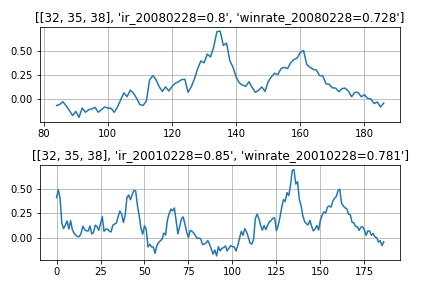 [[32, 35, 38], 'ir_20080228=0.8', 'winrate_20080228=0.728']
0.50
0.25
0.00
80 100 120 140 160 180
[[32, 35, 38], 'ir_20010228=0.85', 'winrate_20010228=0.781']
0.50
0.25
0.00
0 25 50 75 100 125 150 175